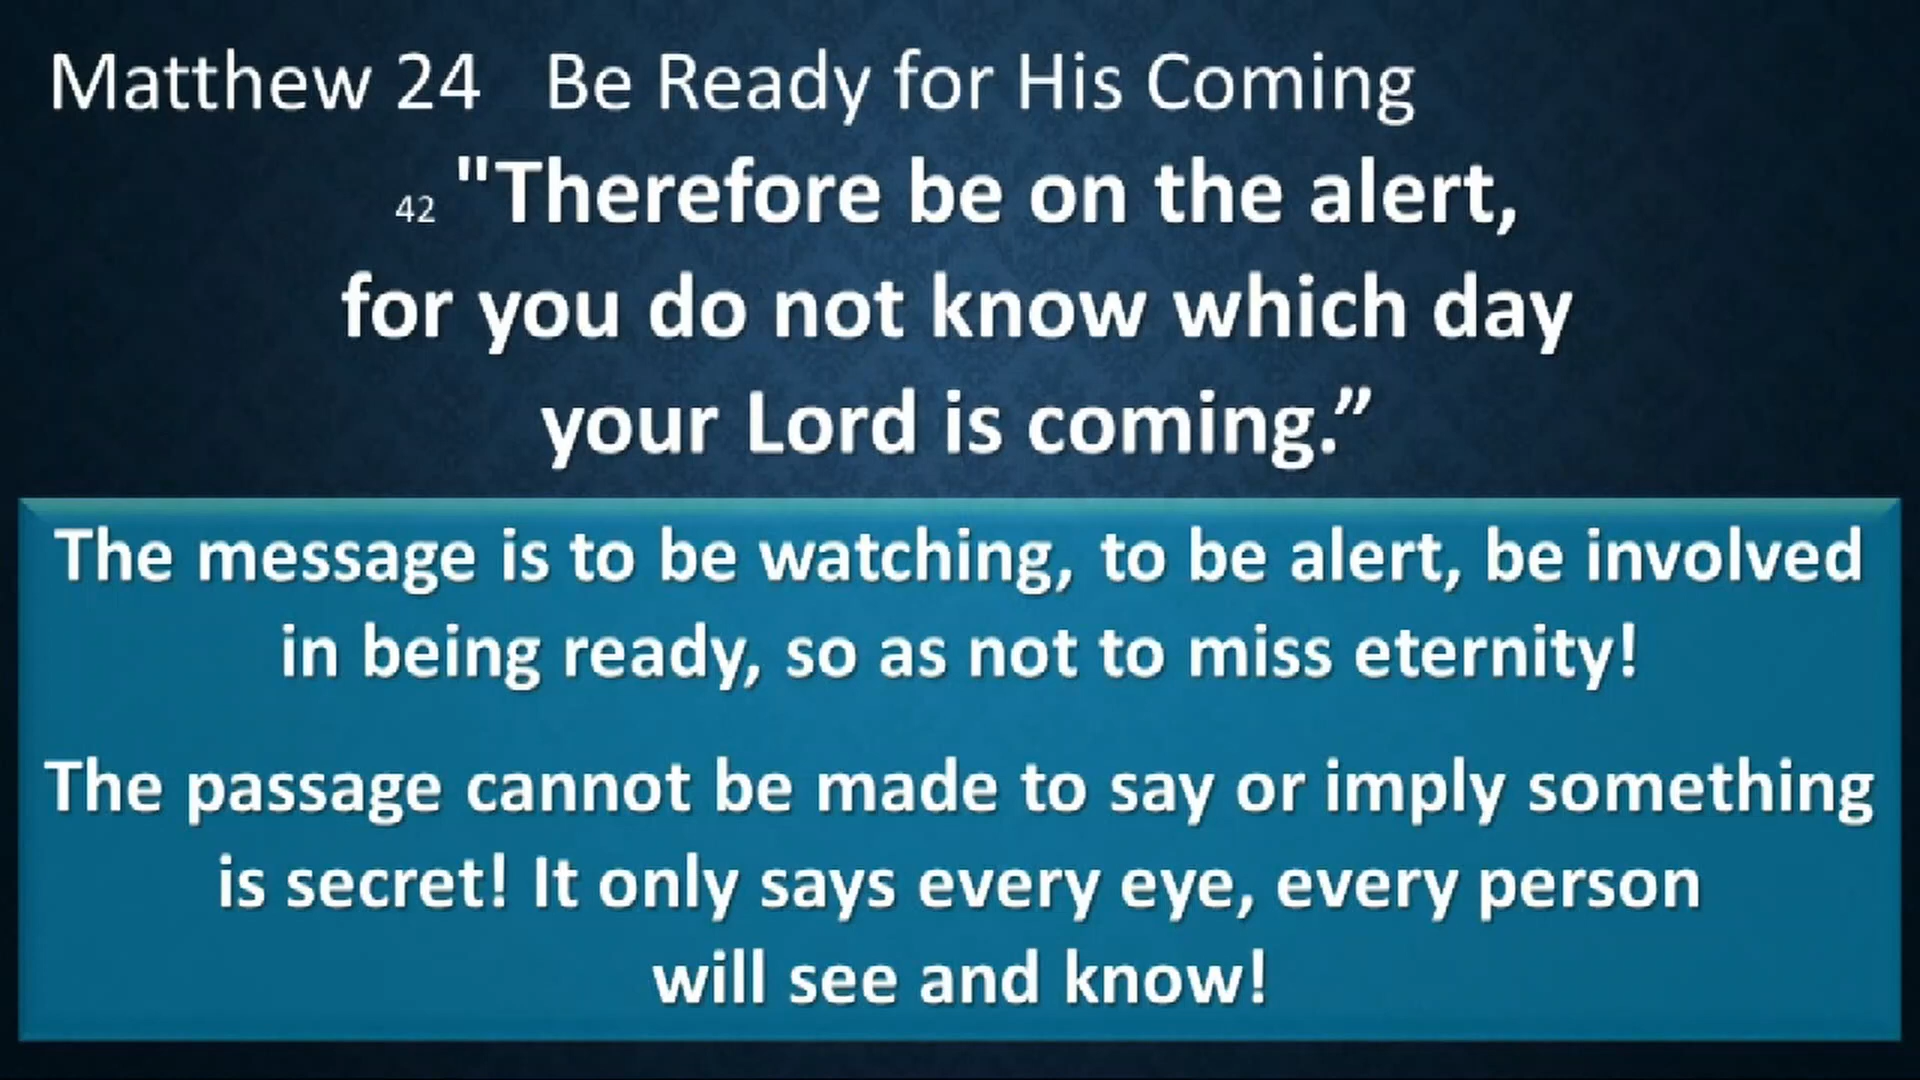 Matthew 24 Be Ready for His Coming
42 "Therefore be on the alert,
for you do not know which day
your Lord is coming.”
The message is to be watching, to be alert, be involved
in being ready, so as not to miss eternity!
The passage cannot be made to say or imply something
is secret! It only says every eye, every person
will see and know!